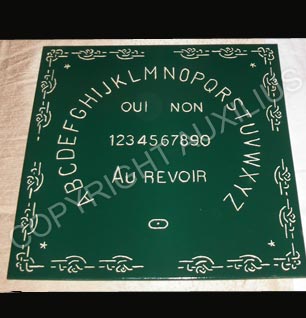 ABCDEFGHIJKLMNOPQRSTUVWXYZ
OUI NON
1234567890
AU REVOIR
COPYRIGHT AUXILIUS